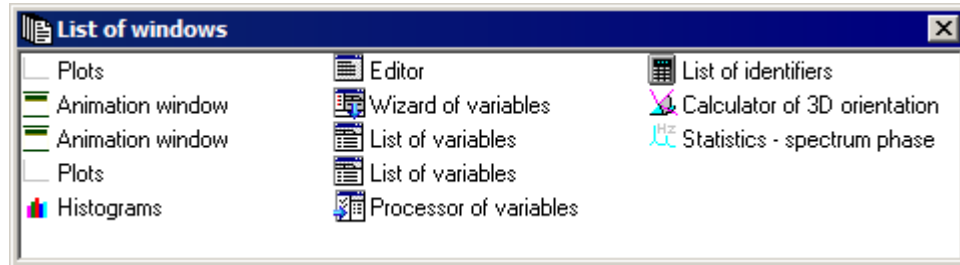 List of windows
Plots
Animation window
Animation window
Plots
Histograms
Editor
Wizard of variables
List of variables
List of variables
Processor of variables
List of identifiers
Calculator of 3D orientation
Hz
Statistics - spectrum phase